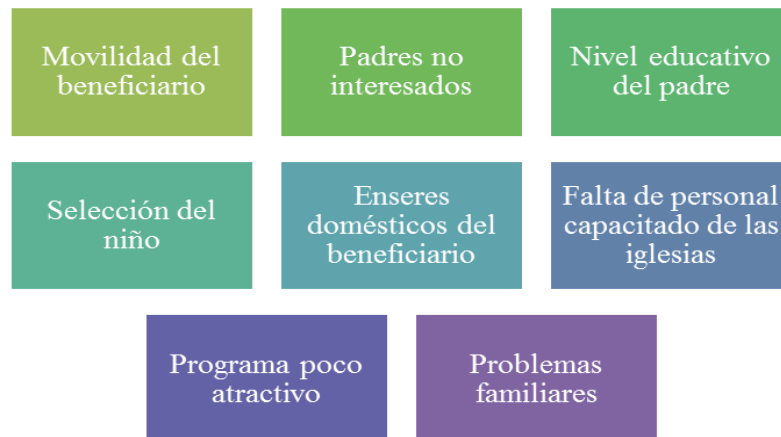 Movilidad del
beneficiario
Padres no
interesados
Nivel educativo
del padre
Selección del
niño
Enseres
domésticos del
beneficiario
Falta de personal
capacitado de las
iglesias
Programa poco
atractivo
Problemas
familiares